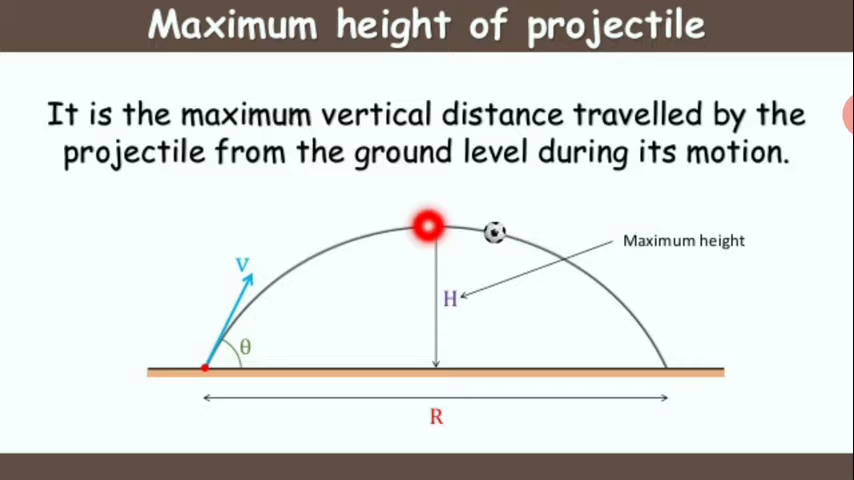 Maximum height of projectile
It is the maximum vertical distance travelled by the
projectile from the ground level during its motion.
Maximum height
V
H
θ
R